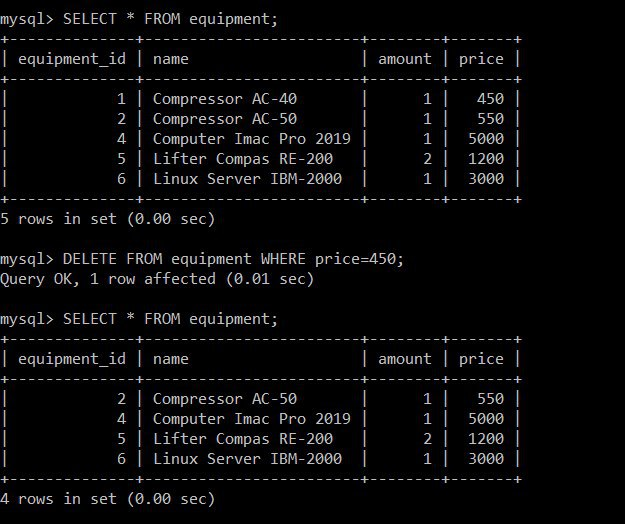 mysql> SELECT * FROM equipment;
+--------------+------------------------+--------+-------+
| equipment_id | name                   | amount | price |
+--------------+------------------------+--------+-------+
|            1 | Compressor AC-40       |      1 |   450 |
|            2 | Compressor AC-50       |      1 |   550 |
|            4 | Computer Imac Pro 2019 |      1 |  5000 |
|            5 | Lifter Compas RE-200   |      2 |  1200 |
|            6 | Linux Server IBM-2000  |      1 |  3000 |
+--------------+------------------------+--------+-------+
5 rows in set (0.00 sec)

mysql> DELETE FROM equipment WHERE price=450;
Query OK, 1 row affected (0.01 sec)

mysql> SELECT * FROM equipment;
+--------------+------------------------+--------+-------+
| equipment_id | name                   | amount | price |
+--------------+------------------------+--------+-------+
|            2 | Compressor AC-50       |      1 |   550 |
|            4 | Computer Imac Pro 2019 |      1 |  5000 |
|            5 | Lifter Compas RE-200   |      2 |  1200 |
|            6 | Linux Server IBM-2000  |      1 |  3000 |
+--------------+------------------------+--------+-------+
4 rows in set (0.00 sec)